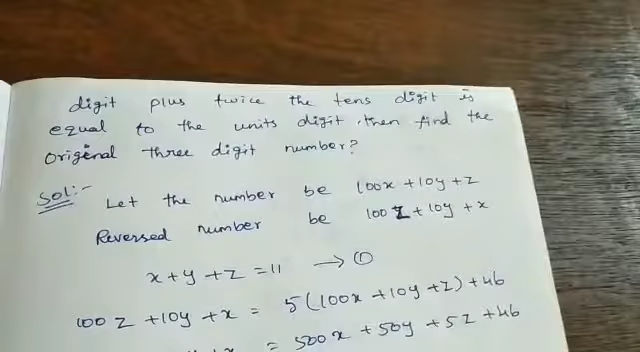 digit plus twice the tens digit is
equal to the units digit, then find the
original three digit number?
Sol:-
Let the number be 100x +10y +z
Reversed number be 100z + 10y + x
x+y+z = 11 → ①
100z +10y +x = 5(100x +10y +z) +46
= 500x +50y +5z +46